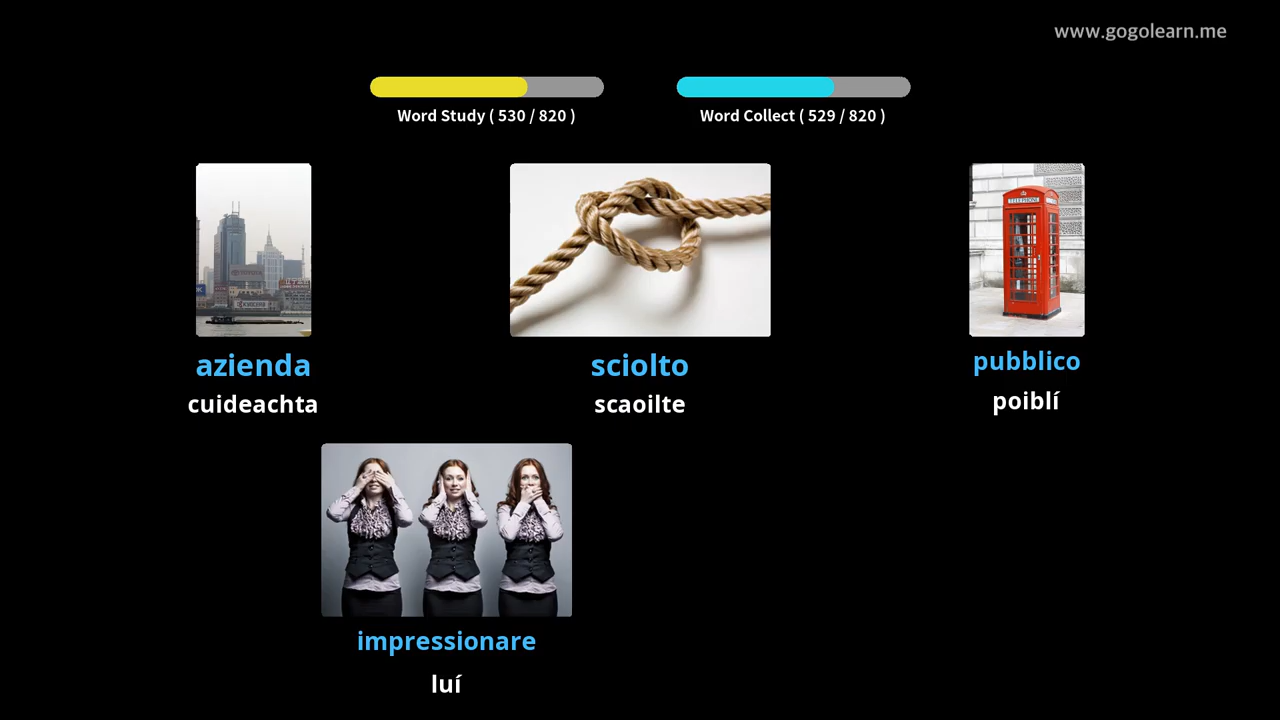 www.gogolearn.me
Word Study ( 530 / 820 )
Word Collect ( 529 / 820 )
TELEPHONE
azienda
sciolto
pubblico
cuideachta
scaoilte
poiblí
impressionare
luí